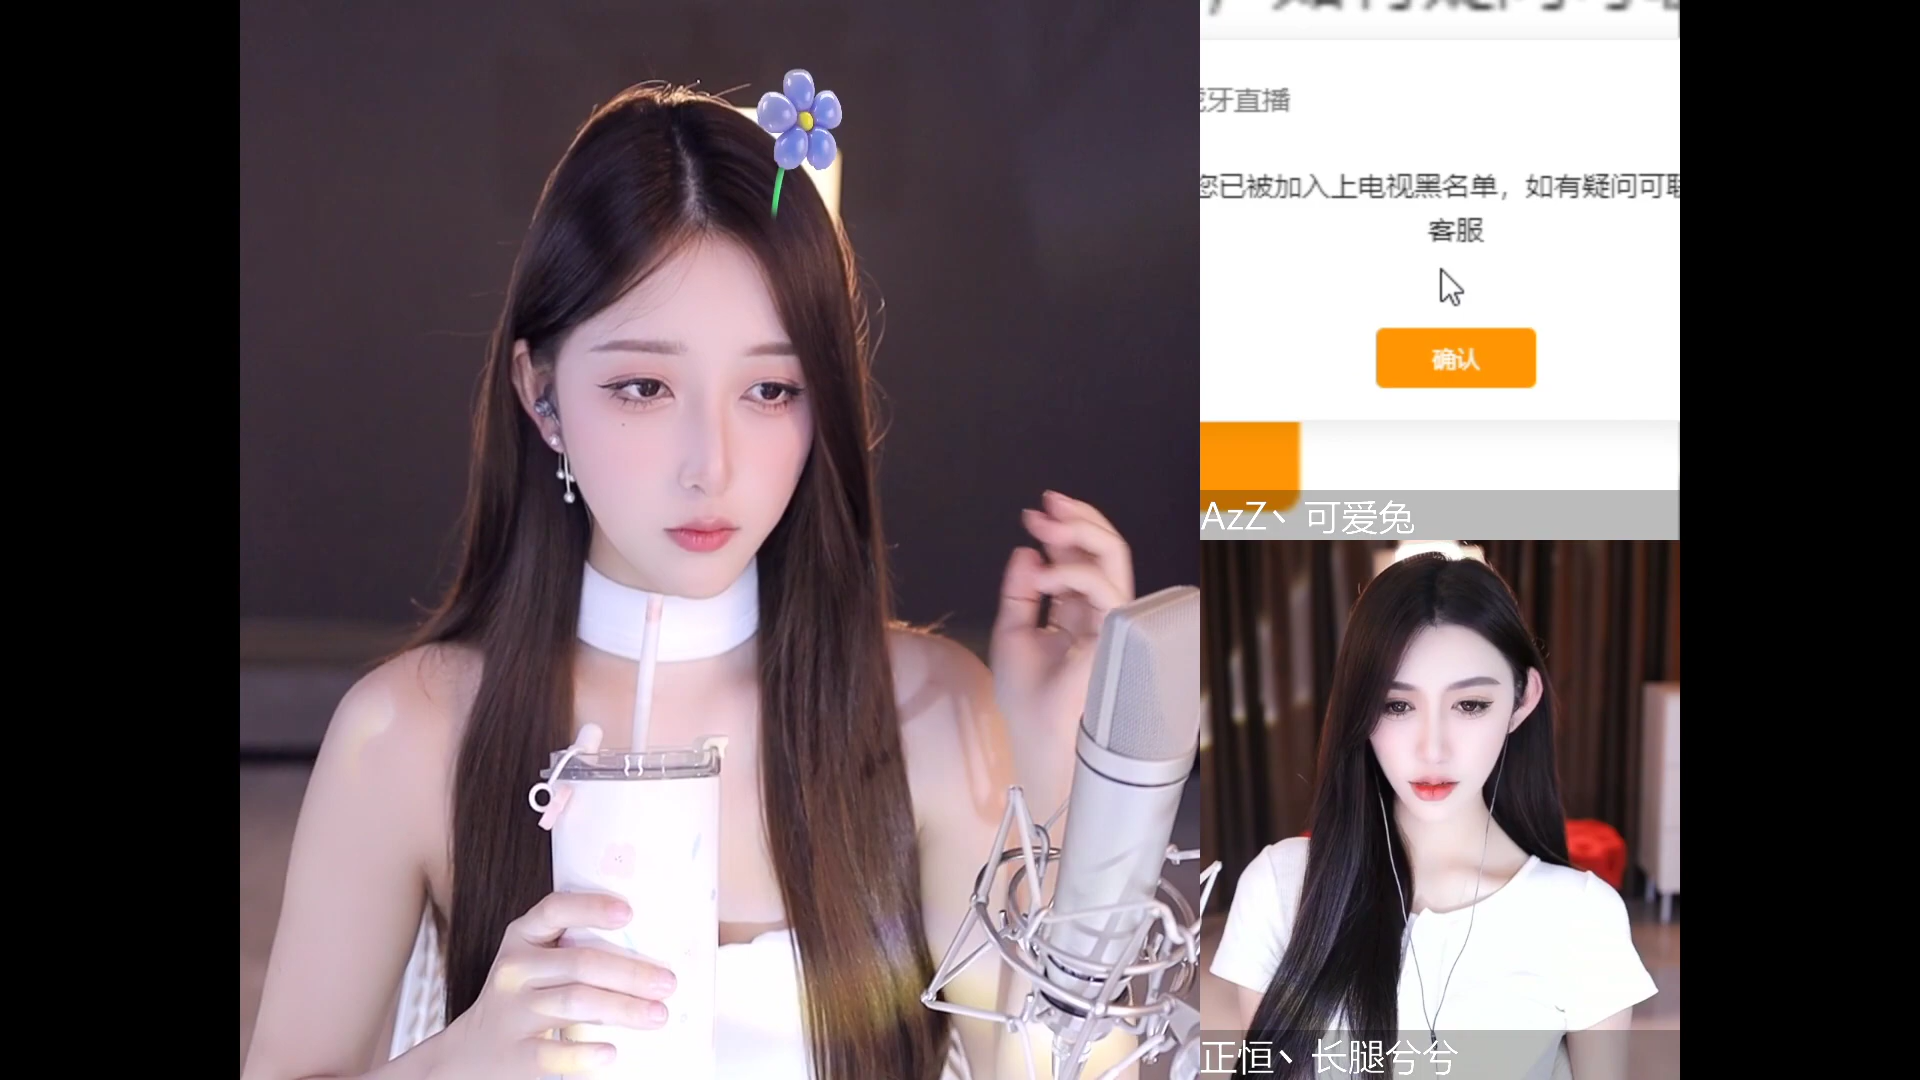 牙直播
您已被加入上电视黑名单，如有疑问可联
客服
确认
AzZ丶可爱兔
正恒丶长腿兮兮